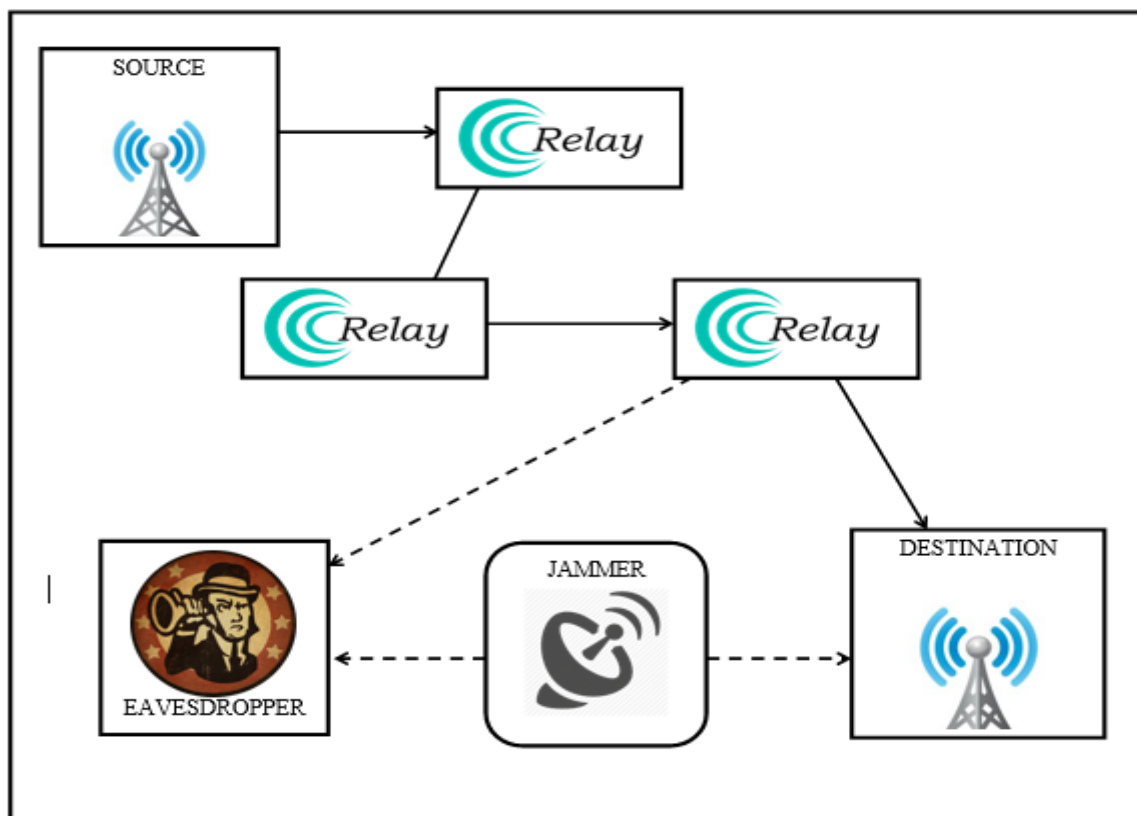 SOURCE
Relay
Relay
Relay
EAVESDROPPER
JAMMER
DESTINATION